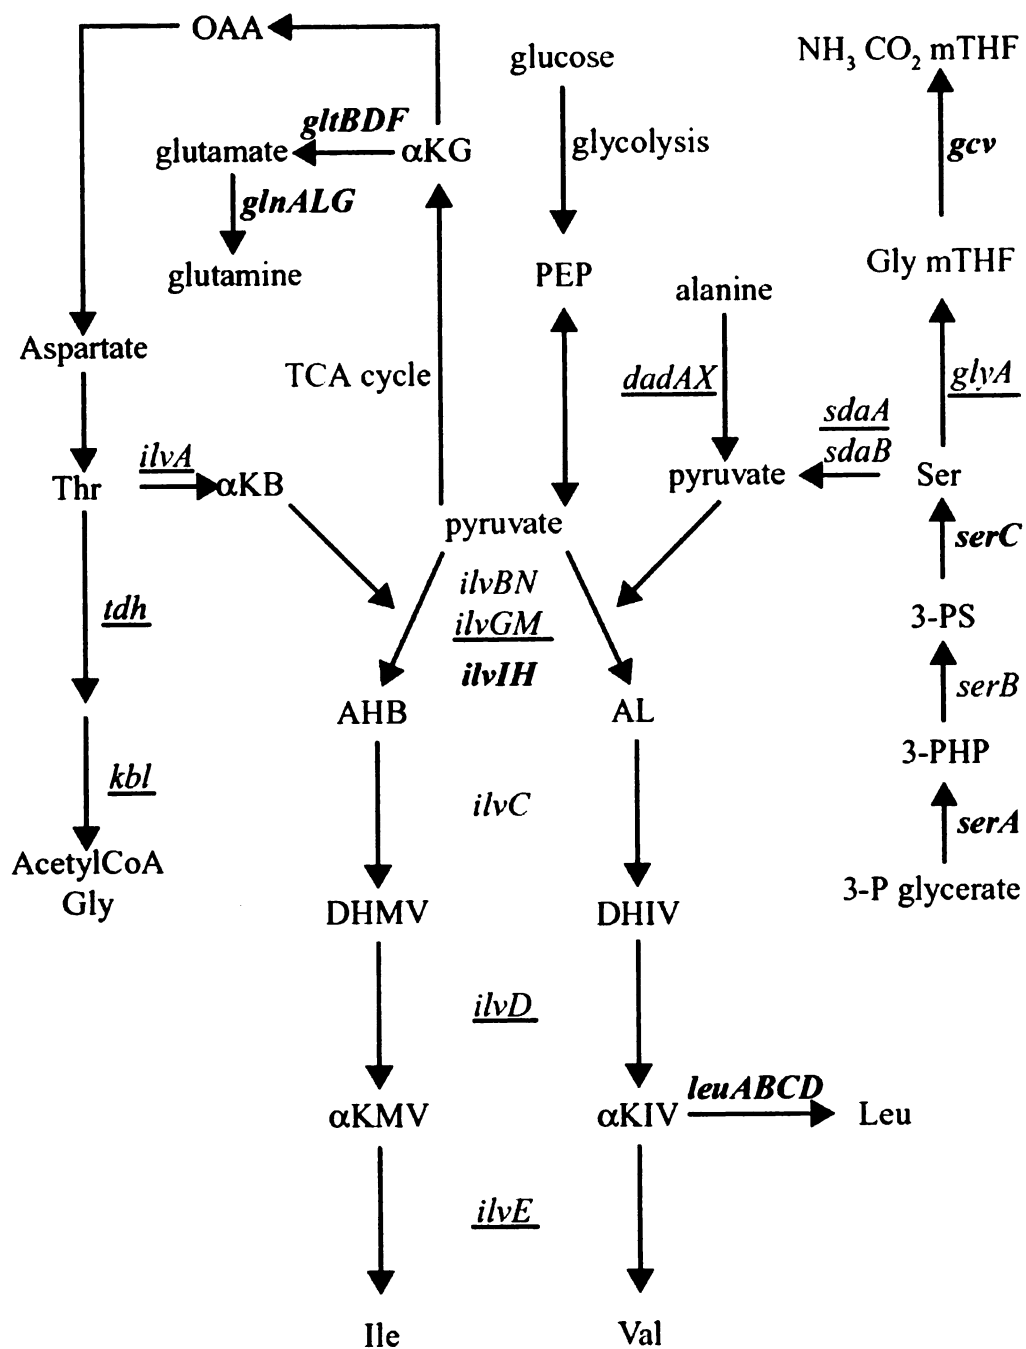 OAA
glucose
NH₃ CO₂ mTHF
gltBDF
glutamate
αKG
glycolysis
gcv
glnALG
glutamine
PEP
Gly mTHF
alanine
Aspartate
TCA cycle
dadAX
glyA
sdaA
sdaB
ilvA
Thr
αKB
pyruvate
Ser
pyruvate
serC
ilvBN
ilvGM
ilvIH
tdh
3-PS
serB
AHB
AL
3-PHP
kbl
ilvC
serA
AcetylCoA
Gly
3-P glycerate
DHMV
DHIV
ilvD
leuABCD
αKMV
αKIV
Leu
ilvE
Ile
Val